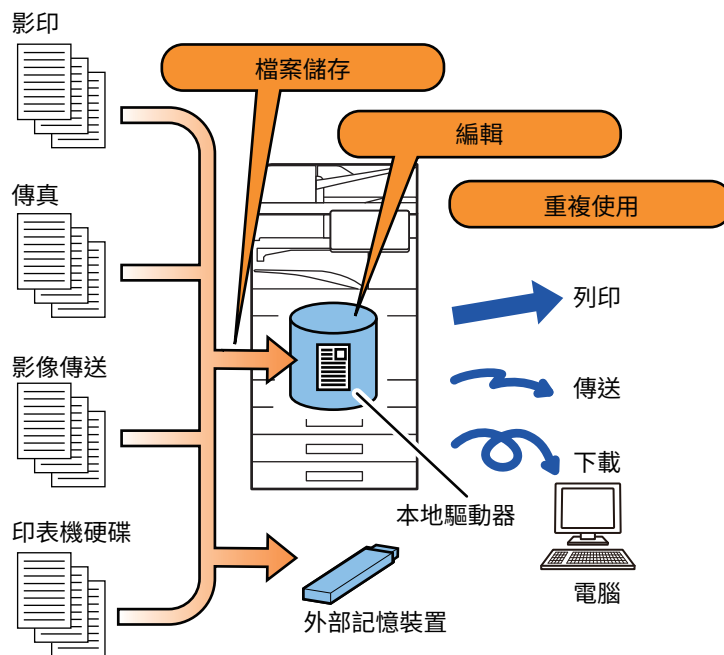 影印
檔案儲存
編輯
傳真
重複使用
列印
影像傳送
傳送
下載
本地驅動器
印表機硬碟
電腦
外部記憶裝置